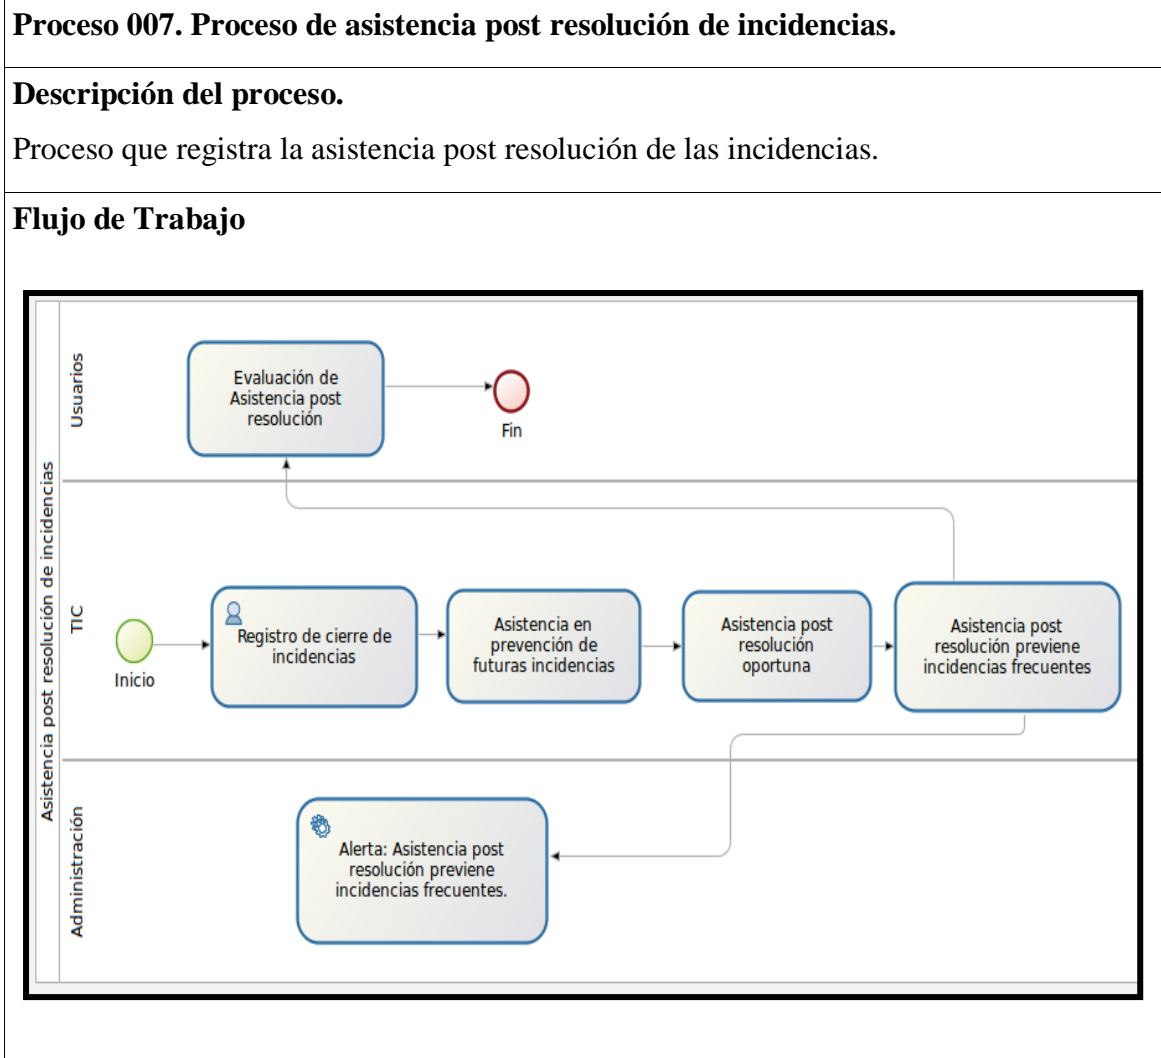 Proceso 007. Proceso de asistencia post resolución de incidencias.
Descripción del proceso.
Proceso que registra la asistencia post resolución de las incidencias.
Flujo de Trabajo
Asistencia post resolución de incidencias
Usuarios
Evaluación de
Asistencia post
resolución
Fin
TIC
Inicio
Registro de cierre de
incidencias
Asistencia en
prevención de
futuras incidencias
Asistencia post
resolución
oportuna
Asistencia post
resolución previene
incidencias frecuentes
Administración
Alerta: Asistencia post
resolución previene
incidencias frecuentes.